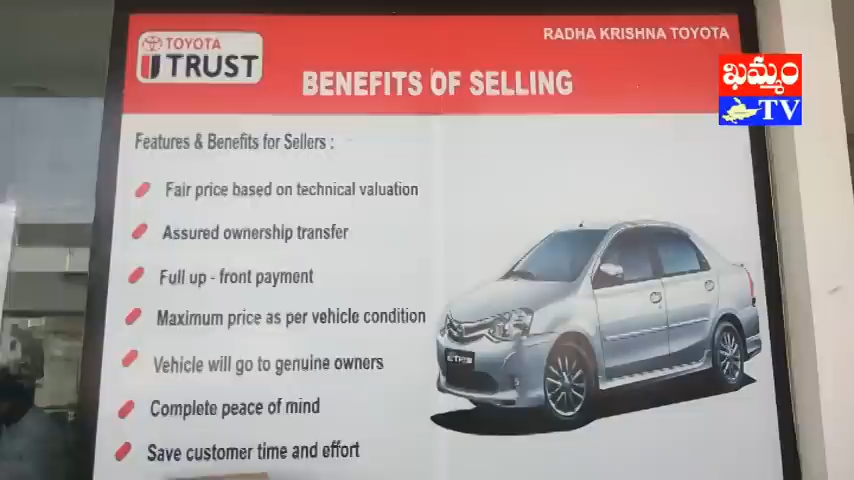 TOYOTA
U TRUST
RADHA KRISHNA TOYOTA
BENEFITS OF SELLING
ఖమ్మం
TV
Features & Benefits for Sellers :
Fair price based on technical valuation
Assured ownership transfer
Full up - front payment
Maximum price as per vehicle condition
Vehicle will go to genuine owners
Complete peace of mind
Save customer time and effort